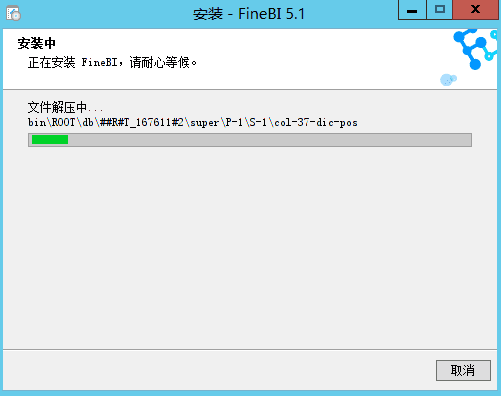 安装 - FineBI 5.1
安装中
正在安装 FineBI，请耐心等候。
文件解压中...
bin\ROOT\db\##R#T_167611#2\super\P-1\S-1\col-37-dic-pos
取消